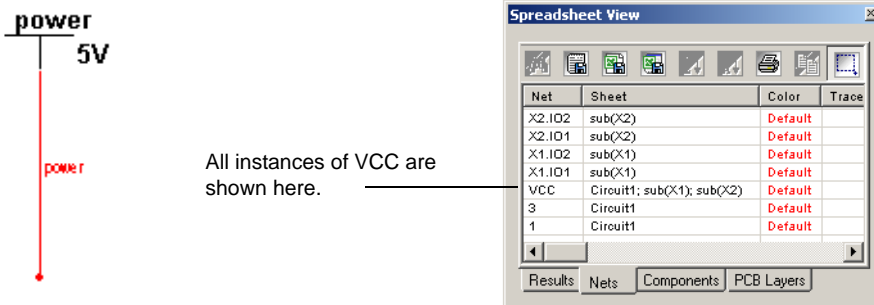 power
5V
power
All instances of VCC are
shown here.
Spreadsheet View
Net Sheet Color Trace
X2.IO2 sub(X2) Default
X2.IO1 sub(X2) Default
X1.IO2 sub(X1) Default
X1.IO1 sub(X1) Default
VCC Circuit1; sub(X1); sub(X2) Default
3 Circuit1 Default
1 Circuit1 Default
Results Nets Components PCB Layers